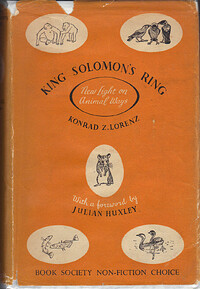 KING SOLOMON'S RING
New light on
Animal Ways
KONRAD Z. LORENZ
With a foreword by
JULIAN HUXLEY
BOOK SOCIETY NON-FICTION CHOICE